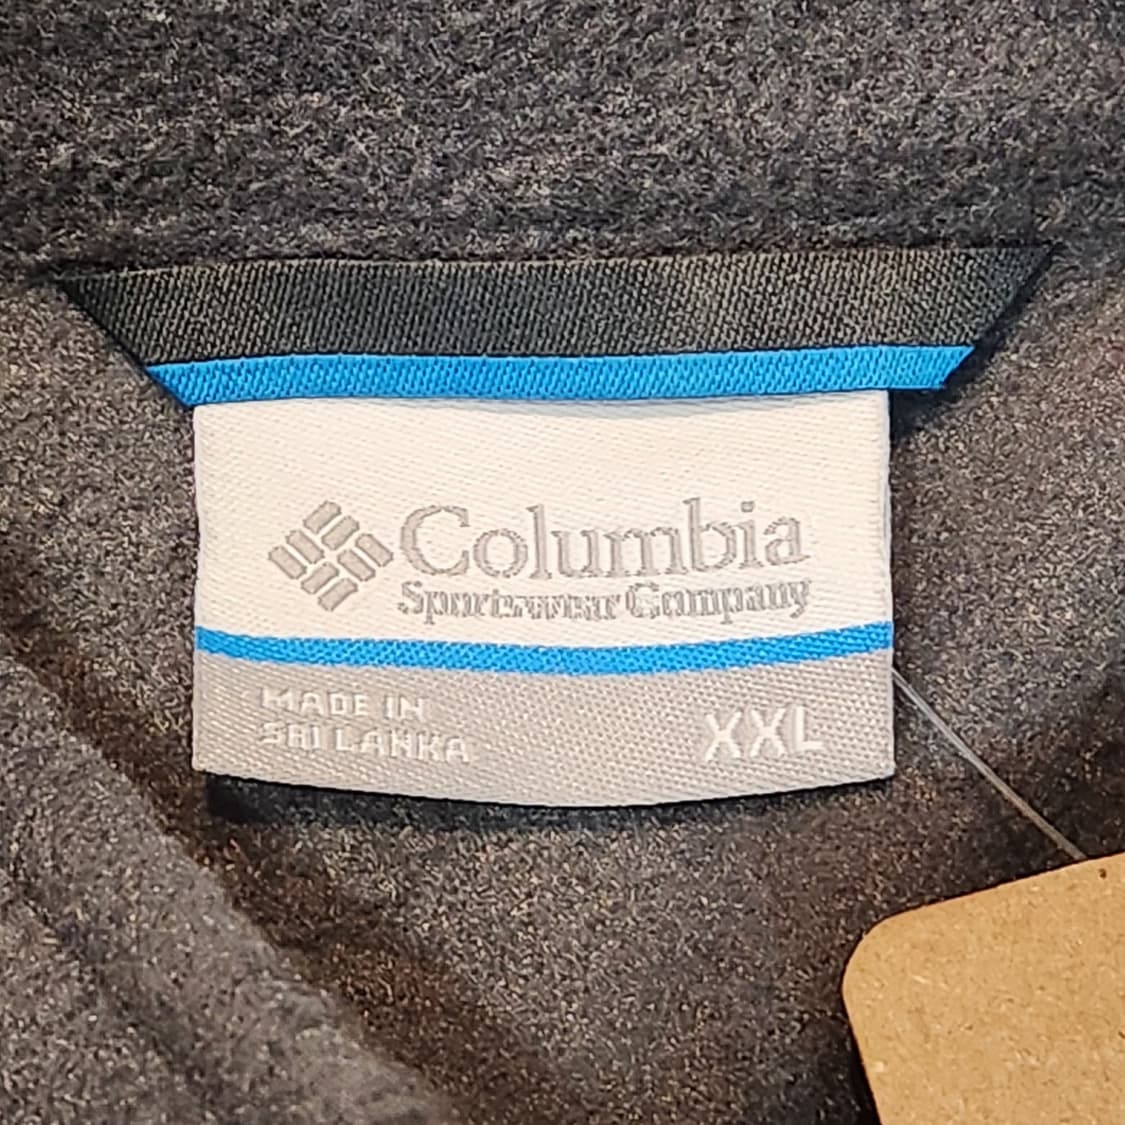 Columbia
Sportswear Company
MADE IN
SRI LANKA
XXL